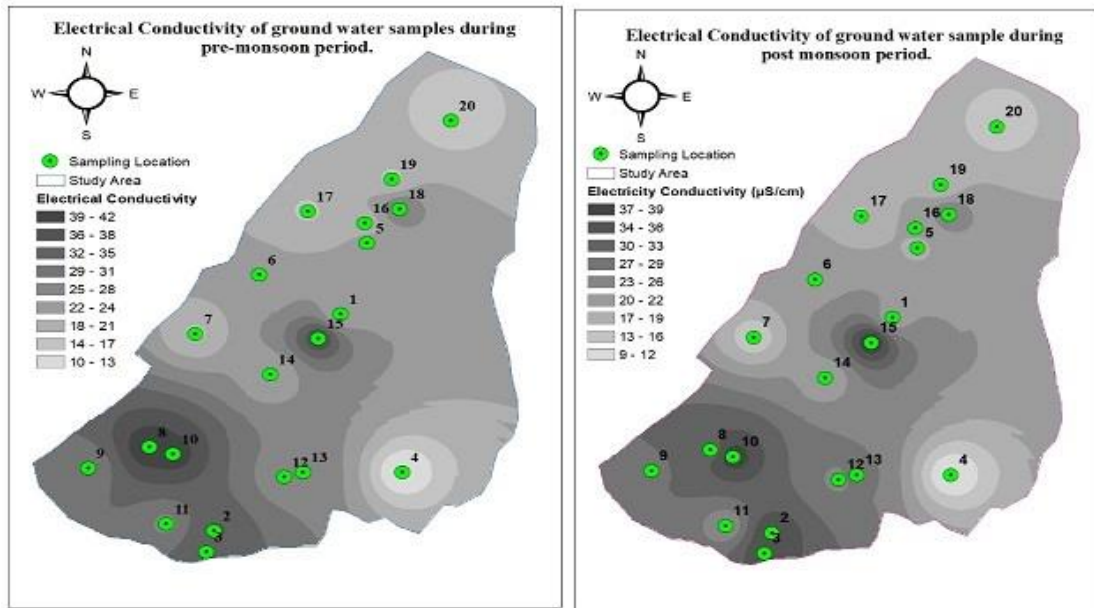 Electrical Conductivity of ground water samples during
pre-monsoon period.
N
W E
S
Sampling Location
Study Area
Electrical Conductivity
39 - 42
36 - 38
32 - 35
29 - 31
25 - 28
22 - 24
18 - 21
14 - 17
10 - 13
20
19
18
17
16
5
6
1
15
7
14
8
10
9
13
12
4
11
2
3
Electrical Conductivity of ground water sample during
post monsoon period.
N
W E
S
Sampling Location
Study Area
Electricity Conductivity (µS/cm)
37 - 39
34 - 36
30 - 33
27 - 29
23 - 26
20 - 22
17 - 19
13 - 16
9 - 12
20
19
18
17
16
5
6
1
15
7
14
8
10
9
13
12
4
11
2
3